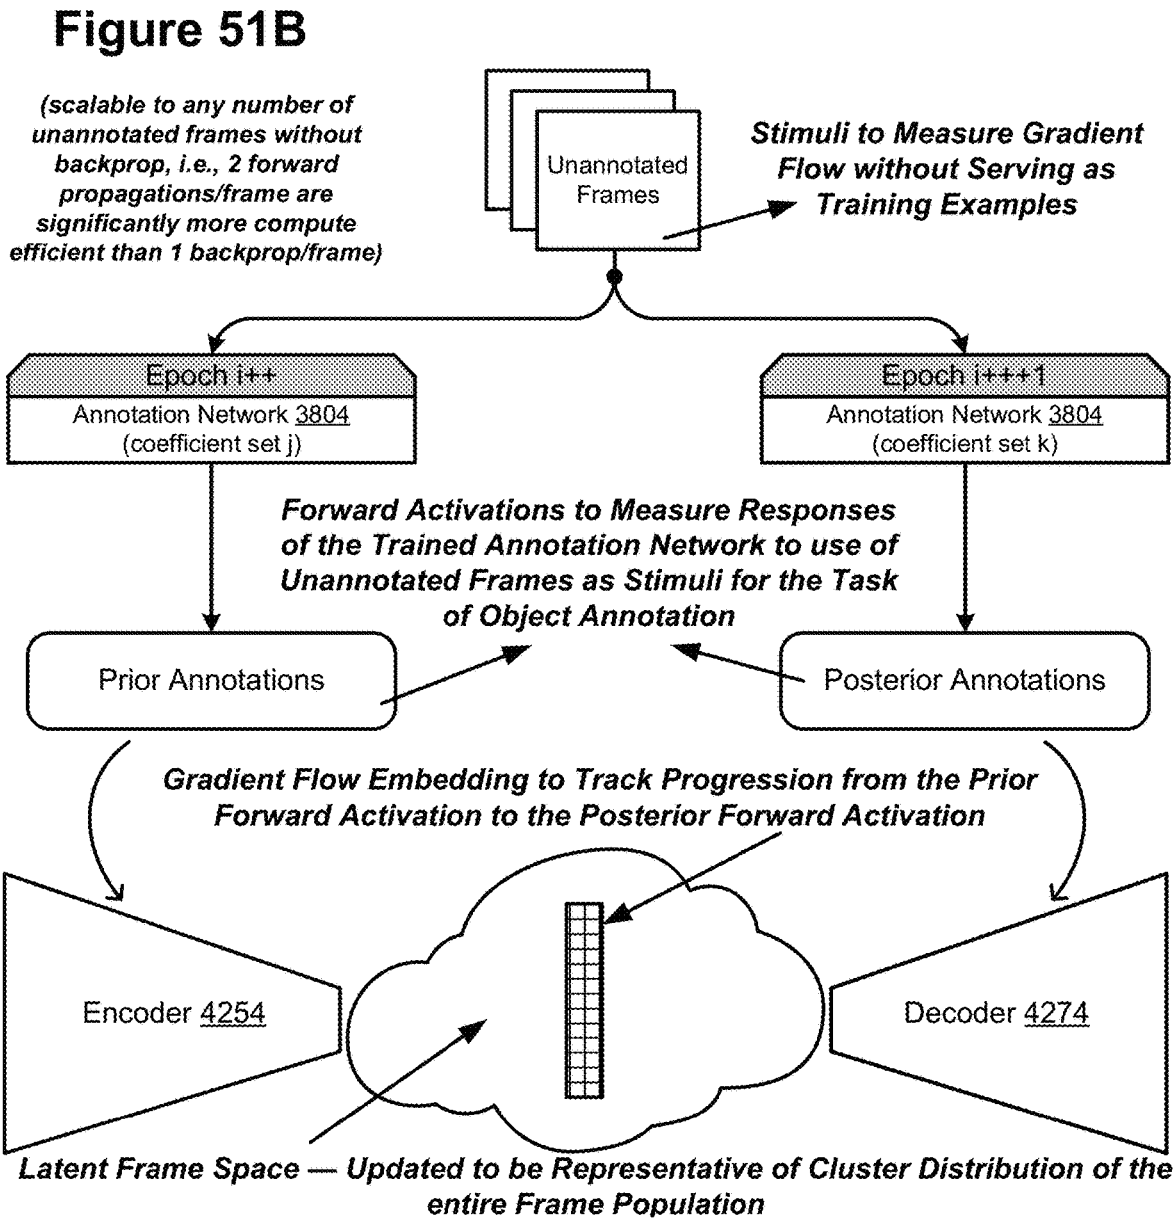 Figure 51B
(scalable to any number of
unannotated frames without
backprop, i.e., 2 forward
propagations/frame are
significantly more compute
efficient than 1 backprop/frame)
Unannotated
Frames
Stimuli to Measure Gradient
Flow without Serving as
Training Examples
Epoch i++
Annotation Network 3804
(coefficient set j)
Epoch i+++1
Annotation Network 3804
(coefficient set k)
Forward Activations to Measure Responses
of the Trained Annotation Network to use of
Unannotated Frames as Stimuli for the Task
of Object Annotation
Prior Annotations
Posterior Annotations
Gradient Flow Embedding to Track Progression from the Prior
Forward Activation to the Posterior Forward Activation
Encoder 4254
Decoder 4274
Latent Frame Space — Updated to be Representative of Cluster Distribution of the
entire Frame Population